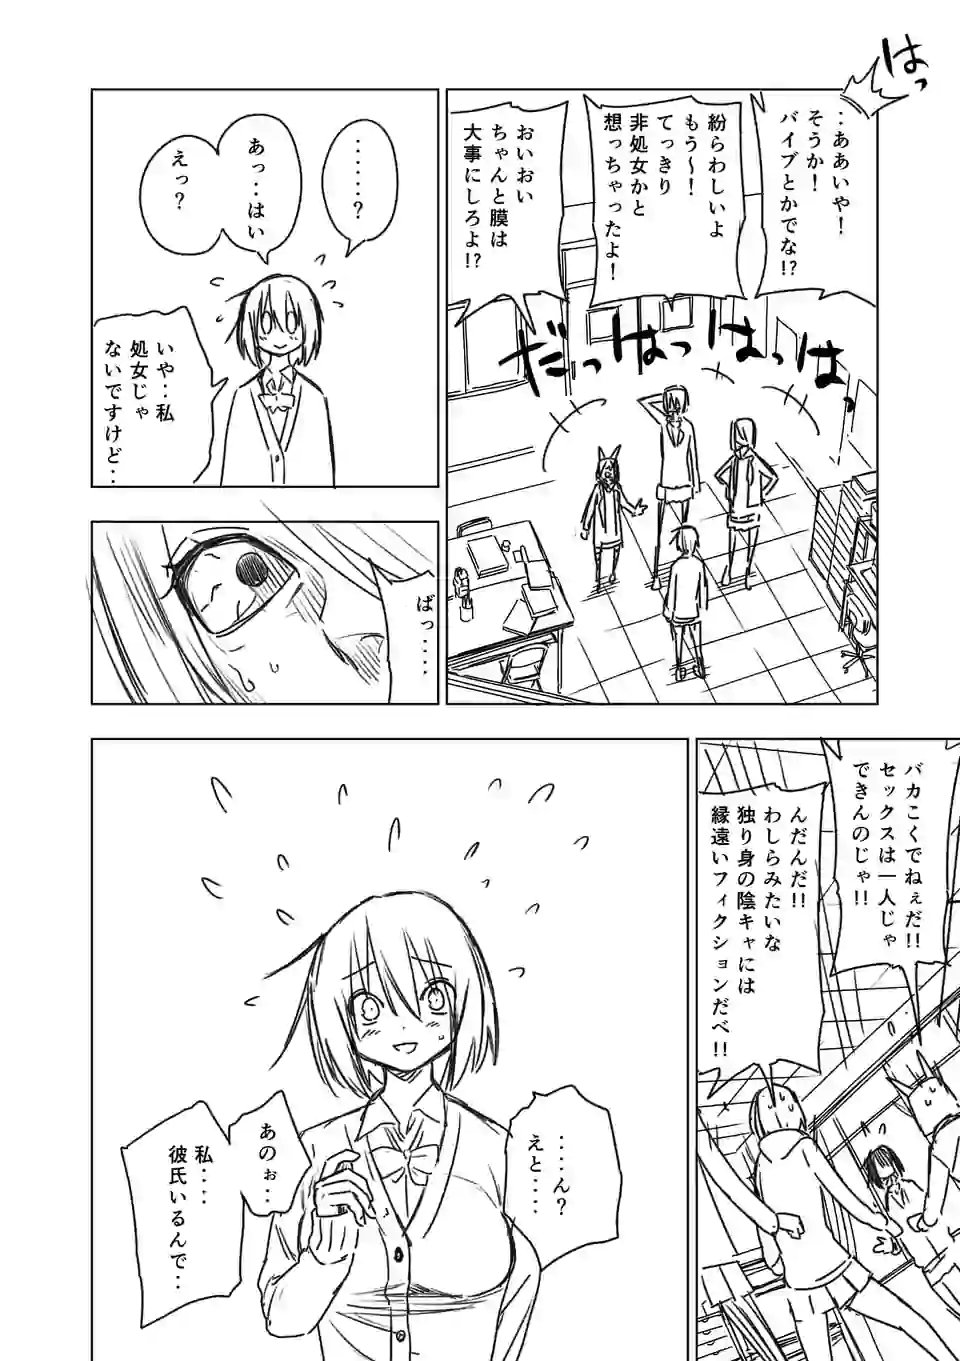 はっ
‥ああいや！
そうか！
バイブとかでな!?
紛らわしいよ
もう～！
てっきり
非処女かと
想っちゃったよ！
おいおい
ちゃんと膜は
大事にしろよ!?
だっはっはっはっ
‥‥‥？
あっ‥はい
えっ？
いや‥私
処女じゃ
ないですけど‥
ばっ‥‥
バカこくでねぇだ!!
セックスは一人じゃ
できんのじゃ!!
んだんだ!!
わしらみたいな
独り身の陰キャには
縁遠いフィクションだべ!!
‥‥ん？
えと‥‥
あのぉ‥
私‥‥
彼氏いるんで‥